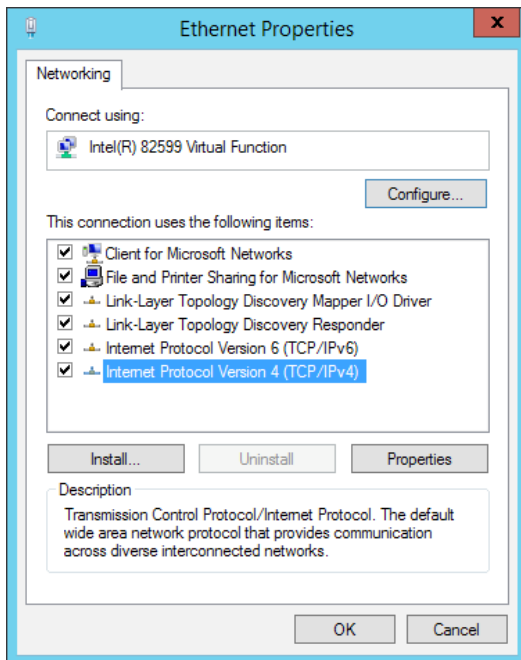 Ethernet Properties
x
Networking
Connect using:
Intel(R) 82599 Virtual Function
Configure...
This connection uses the following items:
Client for Microsoft Networks
File and Printer Sharing for Microsoft Networks
Link-Layer Topology Discovery Mapper I/O Driver
Link-Layer Topology Discovery Responder
Internet Protocol Version 6 (TCP/IPv6)
Internet Protocol Version 4 (TCP/IPv4)
Install...
Uninstall
Properties
Description
Transmission Control Protocol/Internet Protocol. The default
wide area network protocol that provides communication
across diverse interconnected networks.
OK
Cancel